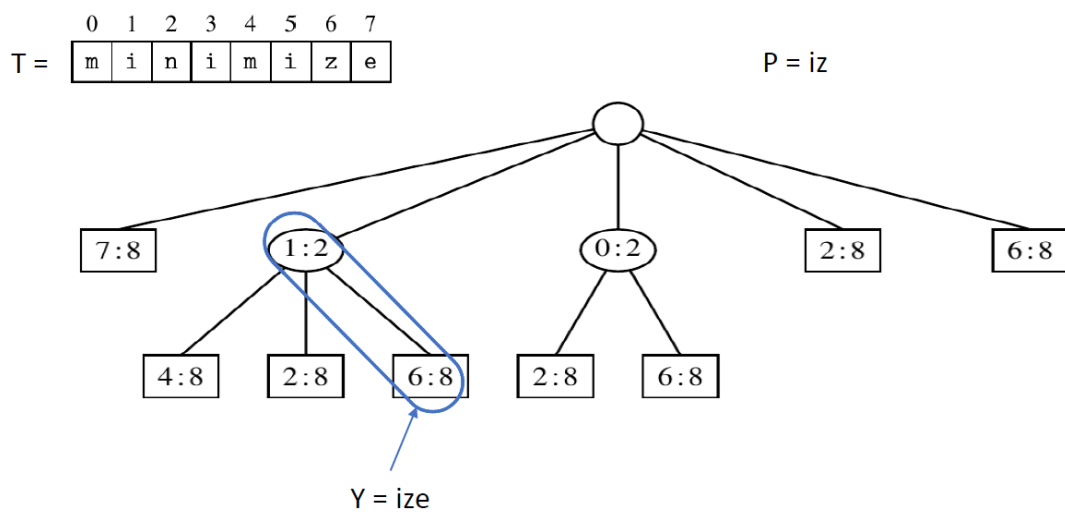 0 1 2 3 4 5 6 7
T = m i n i m i z e
P = iz
7:8 1:2 0:2 2:8 6:8
4:8 2:8 6:8 2:8 6:8
Y = ize